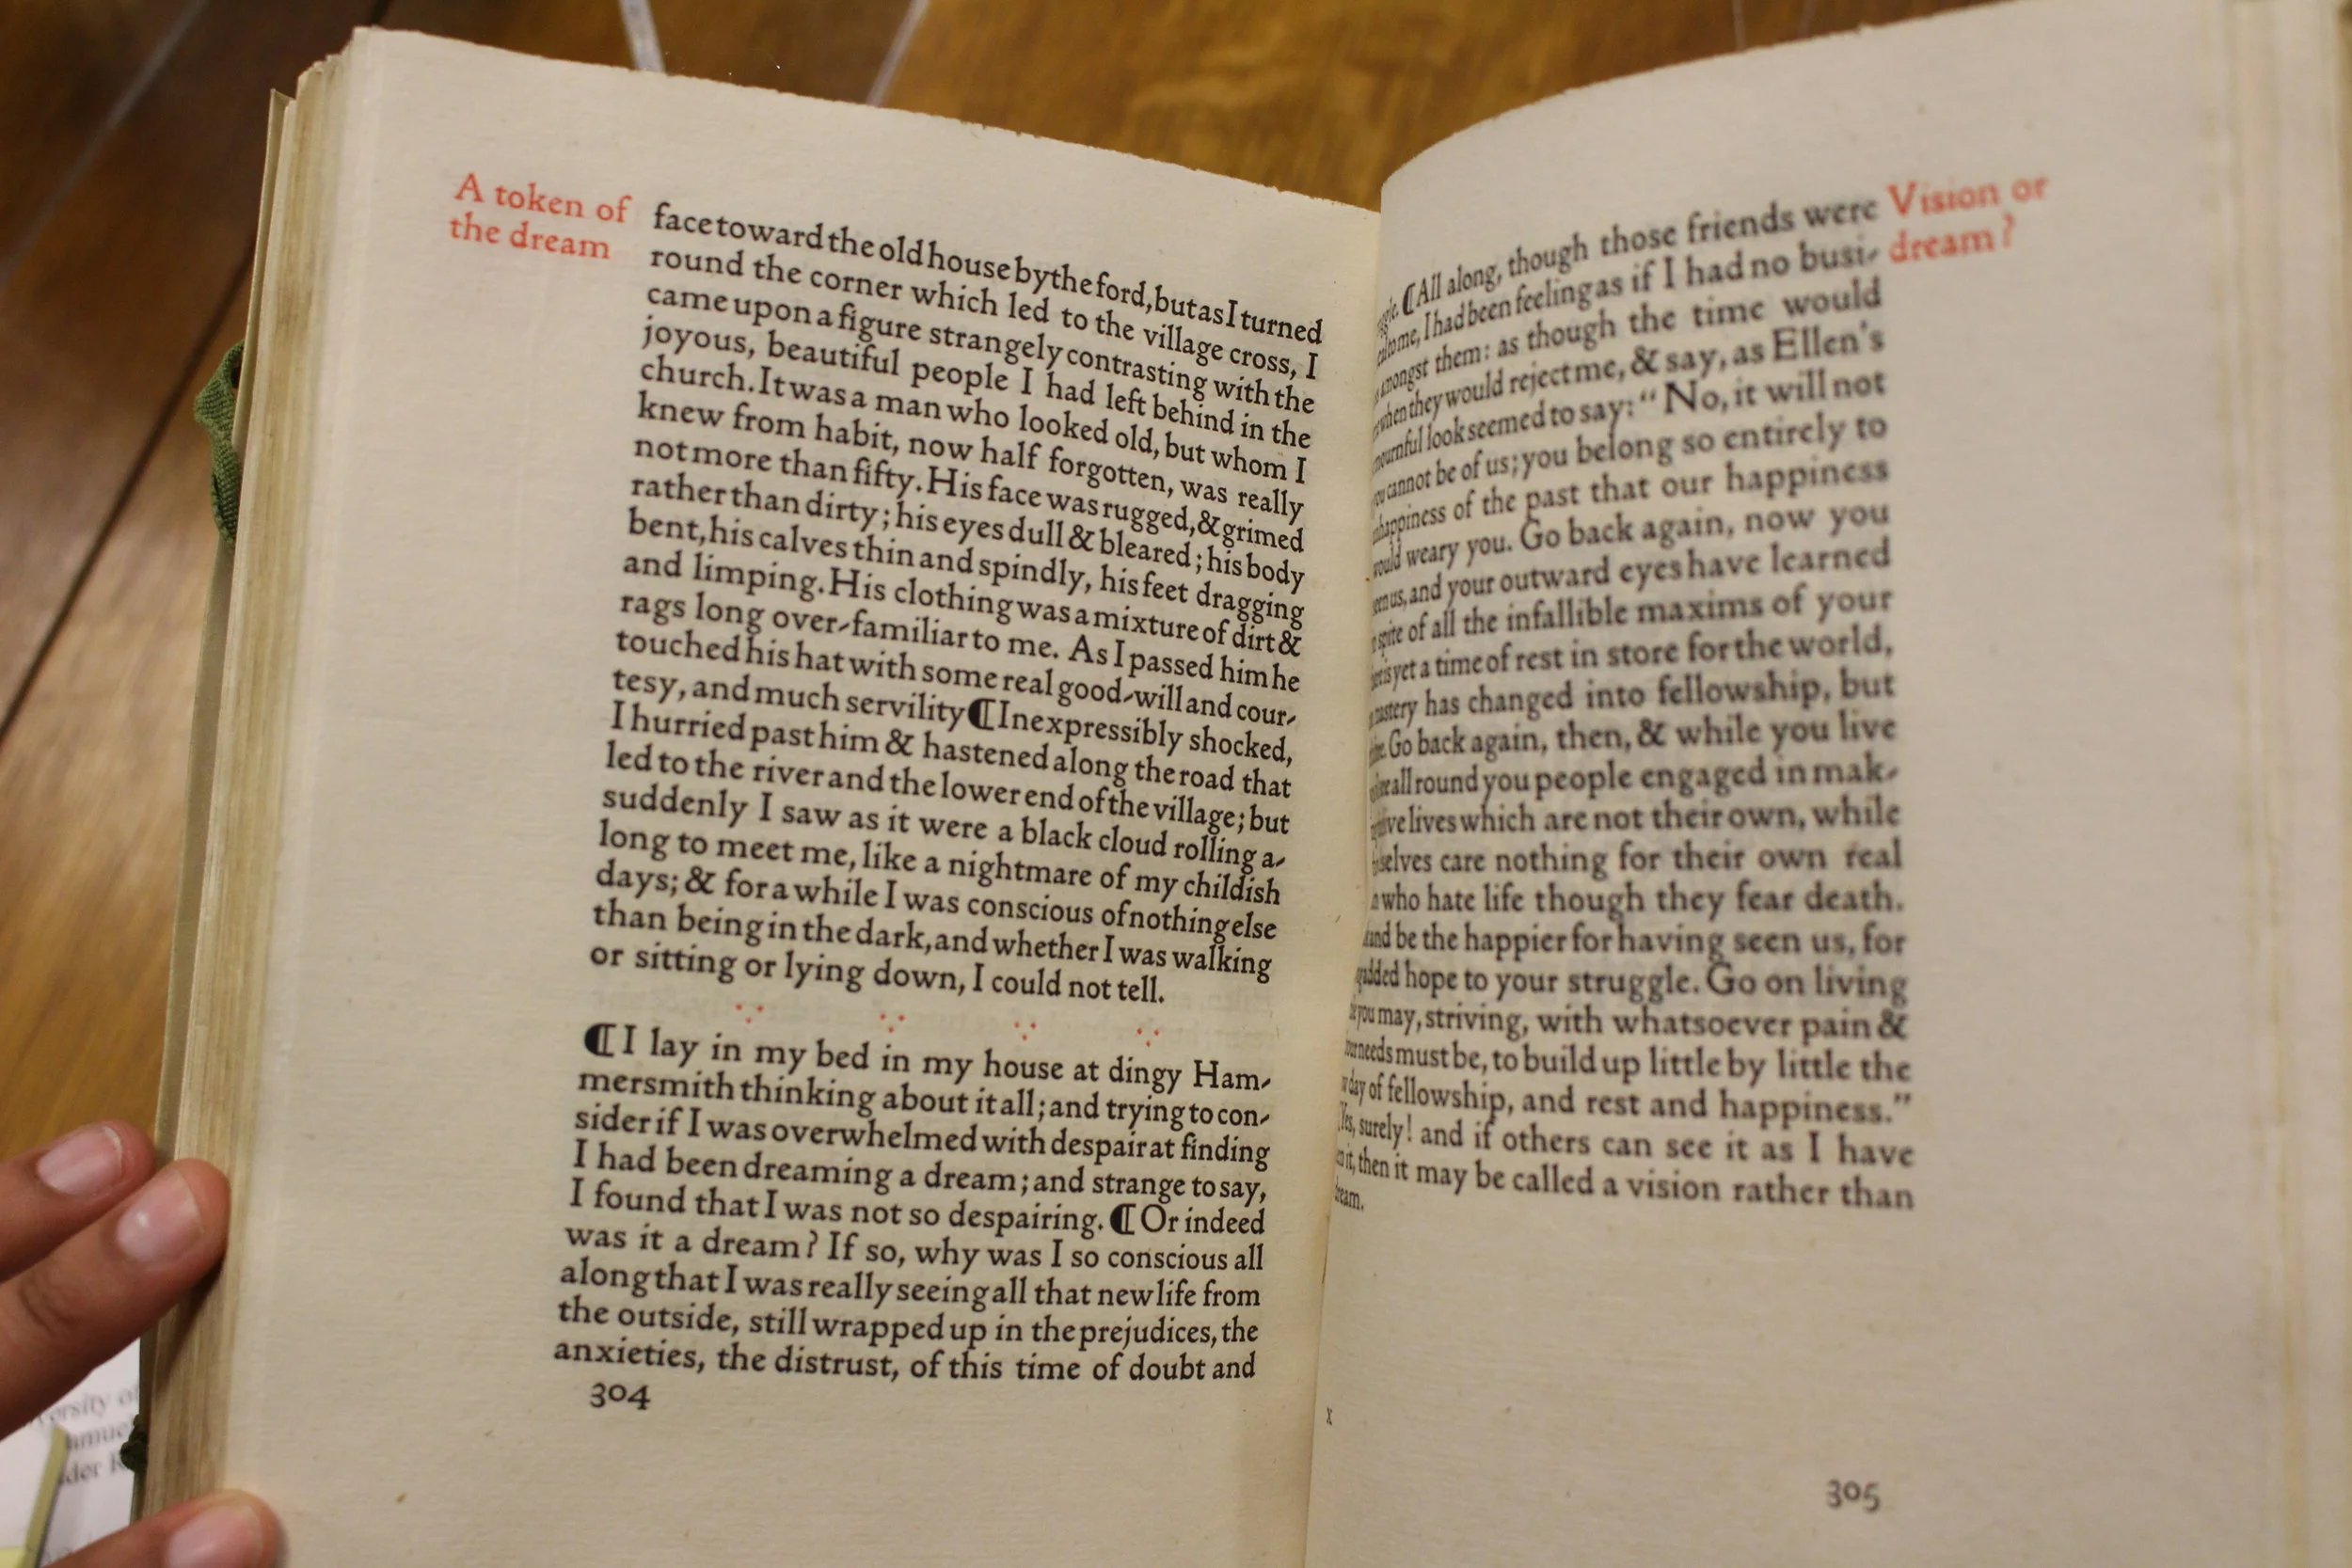 A token of
the dream
face toward the old house by the ford, but as I turned
round the corner which led to the village cross, I
came upon a figure strangely contrasting with the
joyous, beautiful people I had left behind in the
church. It was a man who looked old, but whom I
knew from habit, now half forgotten, was really
not more than fifty. His face was rugged, & grimed
rather than dirty; his eyes dull & bleared; his body
bent, his calves thin and spindly, his feet dragging
and limping. His clothing was a mixture of dirt &
rags long over-familiar to me. As I passed him he
touched his hat with some real good-will and cour-
tesy, and much servility ¶ Inexpressibly shocked,
I hurried past him & hastened along the road that
led to the river and the lower end of the village; but
suddenly I saw as it were a black cloud rolling a-
long to meet me, like a nightmare of my childish
days; & for a while I was conscious of nothing else
than being in the dark, and whether I was walking
or sitting or lying down, I could not tell.
¶ I lay in my bed in my house at dingy Ham-
mersmith thinking about it all; and trying to con-
sider if I was overwhelmed with despair at finding
I had been dreaming a dream; and strange to say,
I found that I was not so despairing. ¶ Or indeed
was it a dream? If so, why was I so conscious all
along that I was really seeing all that new life from
the outside, still wrapped up in the prejudices, the
anxieties, the distrust, of this time of doubt and
304
Vision or
dream?
¶ All along, though those friends were
to me, I had been feeling as if I had no busi-
amongst them: as though the time would
when they would reject me, & say, as Ellen's
mournful look seemed to say: "No, it will not
you cannot be of us; you belong so entirely to
unhappiness of the past that our happiness
would weary you. Go back again, now you
us, and your outward eyes have learned
spite of all the infallible maxims of your
is yet a time of rest in store for the world,
mastery has changed into fellowship, but
Go back again, then, & while you live
all round you people engaged in mak-
live lives which are not their own, while
care nothing for their own real
who hate life though they fear death.
and be the happier for having seen us, for
added hope to your struggle. Go on living
you may, striving, with whatsoever pain &
needs must be, to build up little by little the
day of fellowship, and rest and happiness."
Yes, surely! and if others can see it as I have
it, then it may be called a vision rather than
x
305